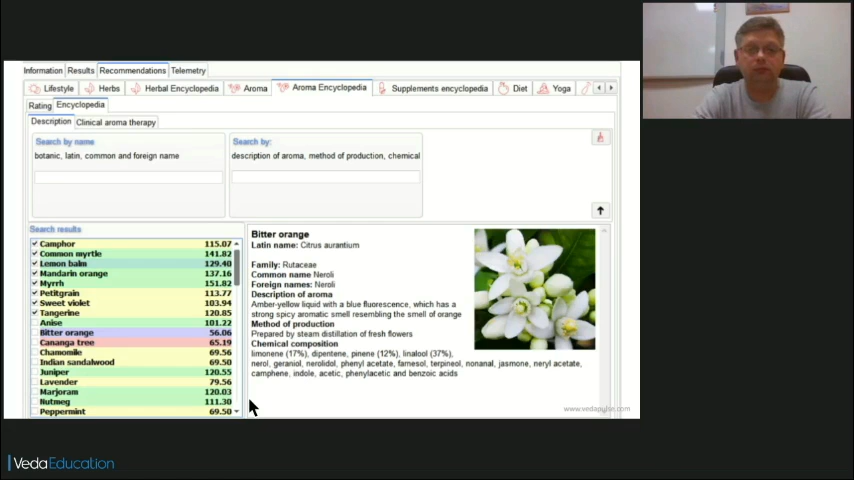 Information Results Recommendations Telemetry
Lifestyle Herbs Herbal Encyclopedia Aroma Aroma Encyclopedia Supplements encyclopedia Diet Yoga
Rating Encyclopedia
Description Clinical aroma therapy
Search by name
botanic, latin, common and foreign name
Search by:
description of aroma, method of production, chemical
Search results
Camphor 115.07
Common myrtle 141.82
Lemon balm 129.40
Mandarin orange 137.16
Myrrh 151.82
Petitgrain 113.77
Sweet violet 103.94
Tangerine 120.85
Anise 101.22
Bitter orange 56.06
Cananga tree 65.19
Chamomile 69.56
Indian sandalwood 69.50
Juniper 120.55
Lavender 79.56
Marjoram 120.03
Nutmeg 111.30
Peppermint 69.50
Bitter orange
Latin name: Citrus aurantium
Family: Rutaceae
Common name Neroli
Foreign names: Neroli
Description of aroma
Amber-yellow liquid with a blue fluorescence, which has a
strong spicy aromatic smell resembling the smell of orange
Method of production
Prepared by steam distillation of fresh flowers
Chemical composition
limonene (17%), dipentene, pinene (12%), linalool (37%),
nerol, geraniol, nerolidol, phenyl acetate, farnesol, terpineol, nonanal, jasmone, neryl acetate,
camphene, indole, acetic, phenylacetic and benzoic acids
www.vedapulse.com
VedaEducation